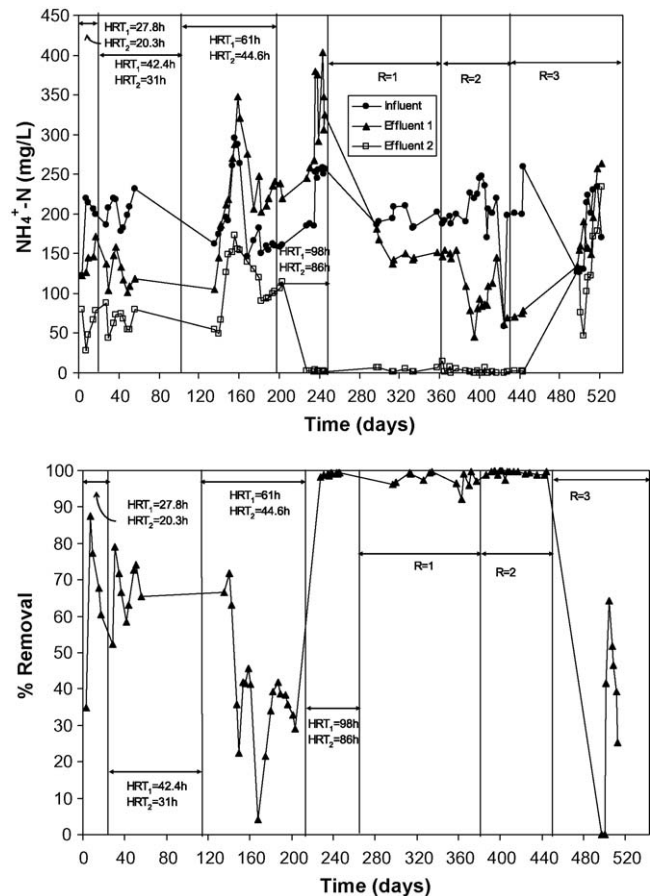 450
400
350
300
250
200
150
100
50
0
NH₄⁺-N (mg/L)
HRT₁=27.8h
HRT₂=20.3h
HRT₁=42.4h
HRT₂=31h
HRT₁=61h
HRT₂=44.6h
R=1
R=2
R=3
Influent
Effluent 1
Effluent 2
HRT₁=98h
HRT₂=86h
0 40 80 120 160 200 240 280 320 360 400 440 480 520
Time (days)
100
90
80
70
60
50
40
30
20
10
0
% Removal
HRT₁=27.8h
HRT₂=20.3h
HRT₁=61h
HRT₂=44.6h
R=3
R=1
R=2
HRT₁=98h
HRT₂=86h
HRT₁=42.4h
HRT₂=31h
0 40 80 120 160 200 240 280 320 360 400 440 480 520
Time (days)